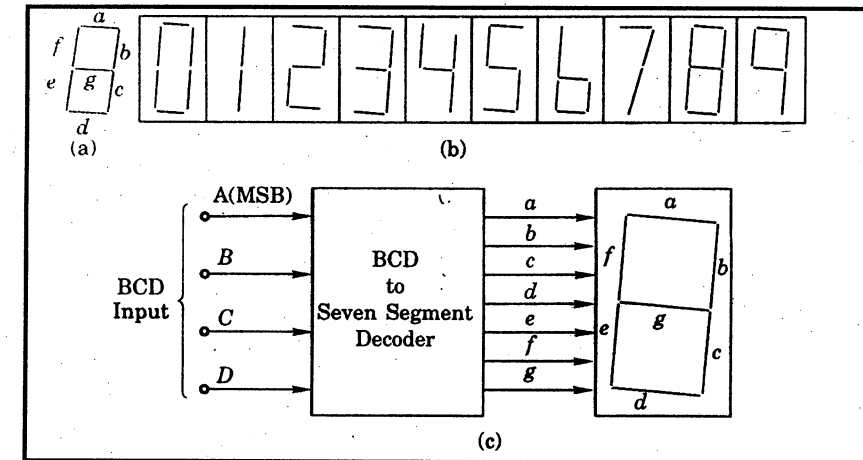 a
f b
g
e c
d
(a)
0 1 2 3 4 5 6 7 8 9
(b)
A(MSB)
B
C
D
BCD
Input
BCD
to
Seven Segment
Decoder
a
b
c
d
e
f
g
a
f
b
g
e
c
d
(c)